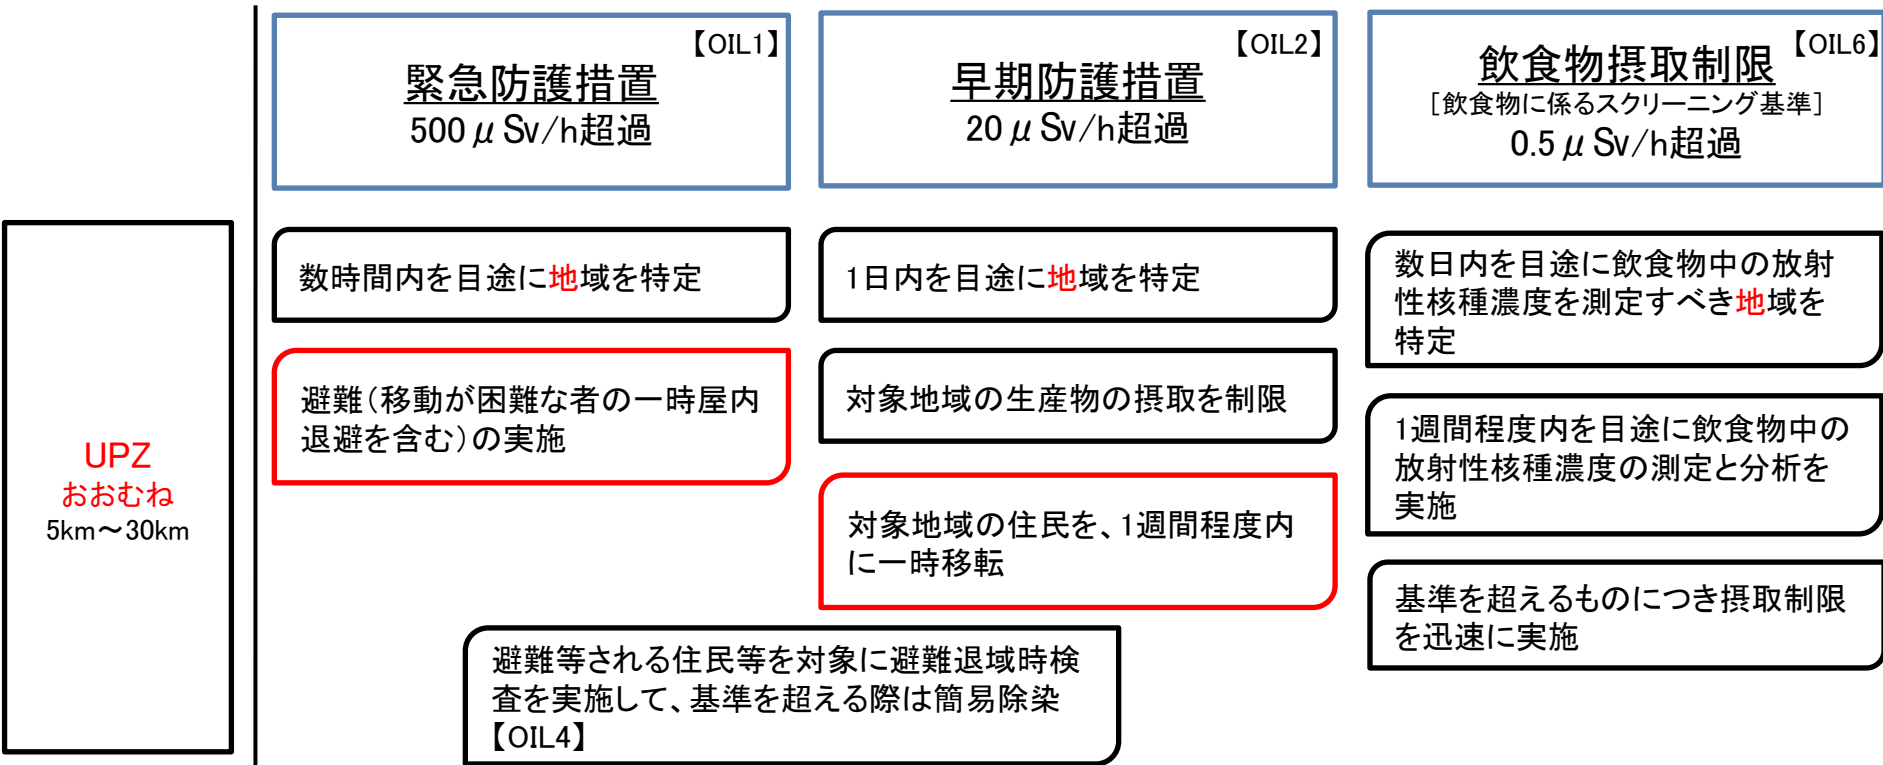 【OIL1】
緊急防護措置
500μSv/h超過
【OIL2】
早期防護措置
20μSv/h超過
【OIL6】
飲食物摂取制限
[飲食物に係るスクリーニング基準]
0.5μSv/h超過
UPZ
おおむね
5km～30km
数時間内を目途に地域を特定
避難(移動が困難な者の一時屋内
退避を含む)の実施
1日内を目途に地域を特定
対象地域の生産物の摂取を制限
対象地域の住民を、1週間程度内
に一時移転
数日内を目途に飲食物中の放射
性核種濃度を測定すべき地域を
特定
1週間程度内を目途に飲食物中の
放射性核種濃度の測定と分析を
実施
基準を超えるものにつき摂取制限
を迅速に実施
避難等される住民等を対象に避難退域時検
査を実施して、基準を超える際は簡易除染
【OIL4】